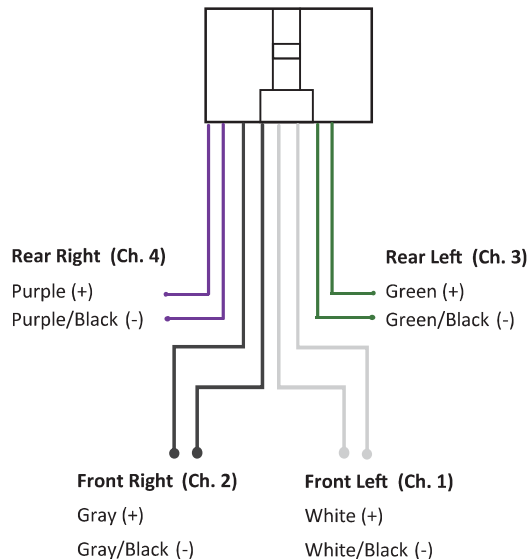 Rear Right (Ch. 4)
Purple (+)
Purple/Black (-)
Rear Left (Ch. 3)
Green (+)
Green/Black (-)
Front Right (Ch. 2)
Gray (+)
Gray/Black (-)
Front Left (Ch. 1)
White (+)
White/Black (-)